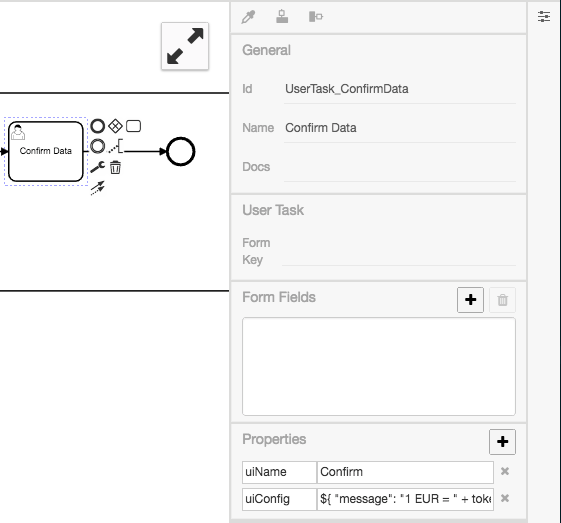 General
Id UserTask_ConfirmData
Name Confirm Data
Docs
Confirm Data
User Task
Form
Key
Form Fields
Properties
uiName Confirm
uiConfig ${ "message": "1 EUR = " + toke